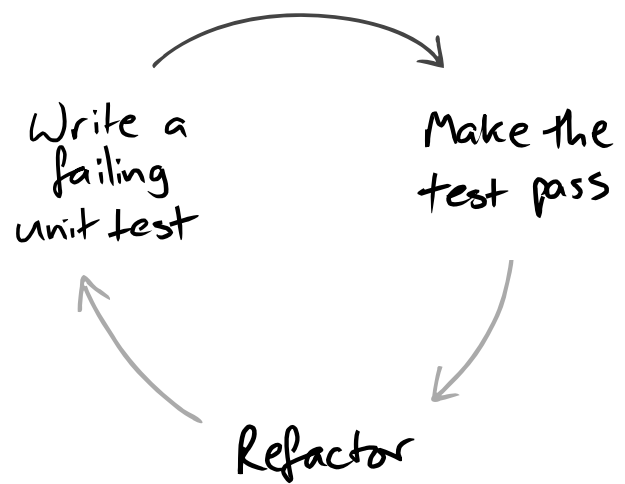 Write a
failing
unit test
Make the
test pass
Refactor